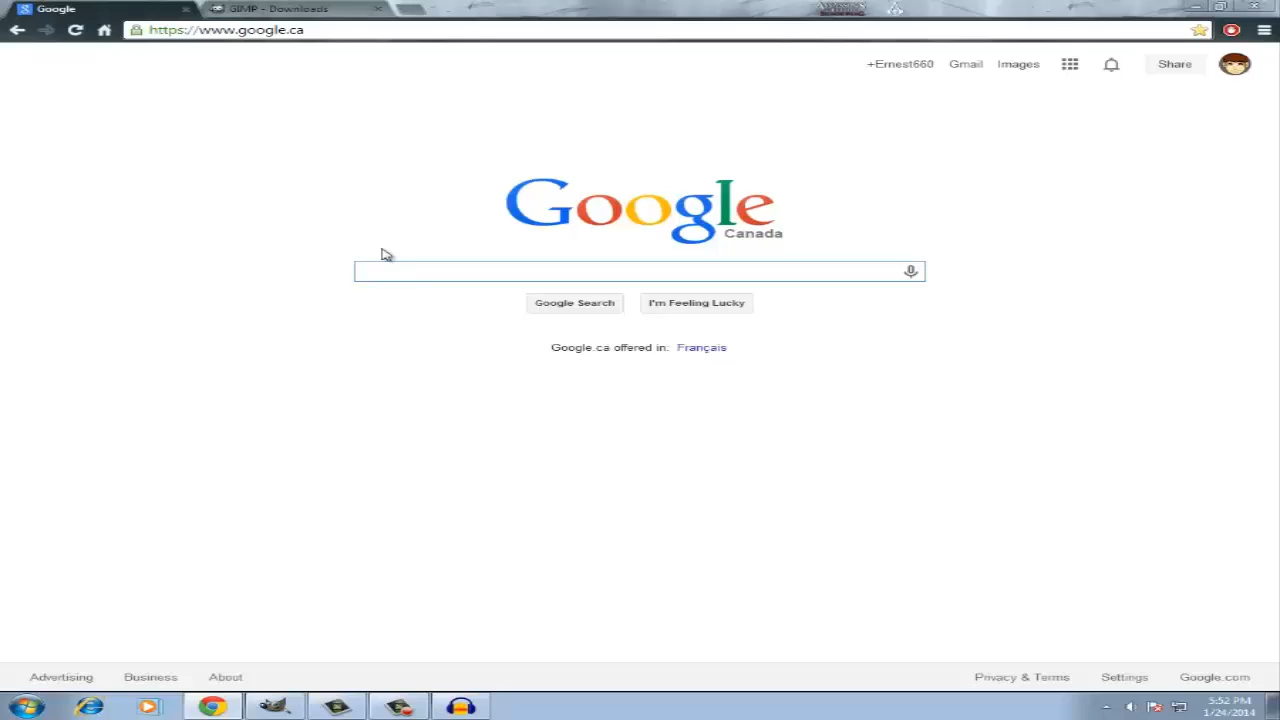 Google
GIMP - Downloads
https://www.google.ca
+Ernest660 Gmail Images Share
Google
Canada
Google Search I'm Feeling Lucky
Google.ca offered in: Français
Advertising Business About Privacy & Terms Settings Google.com
5:52 PM
1/24/2014